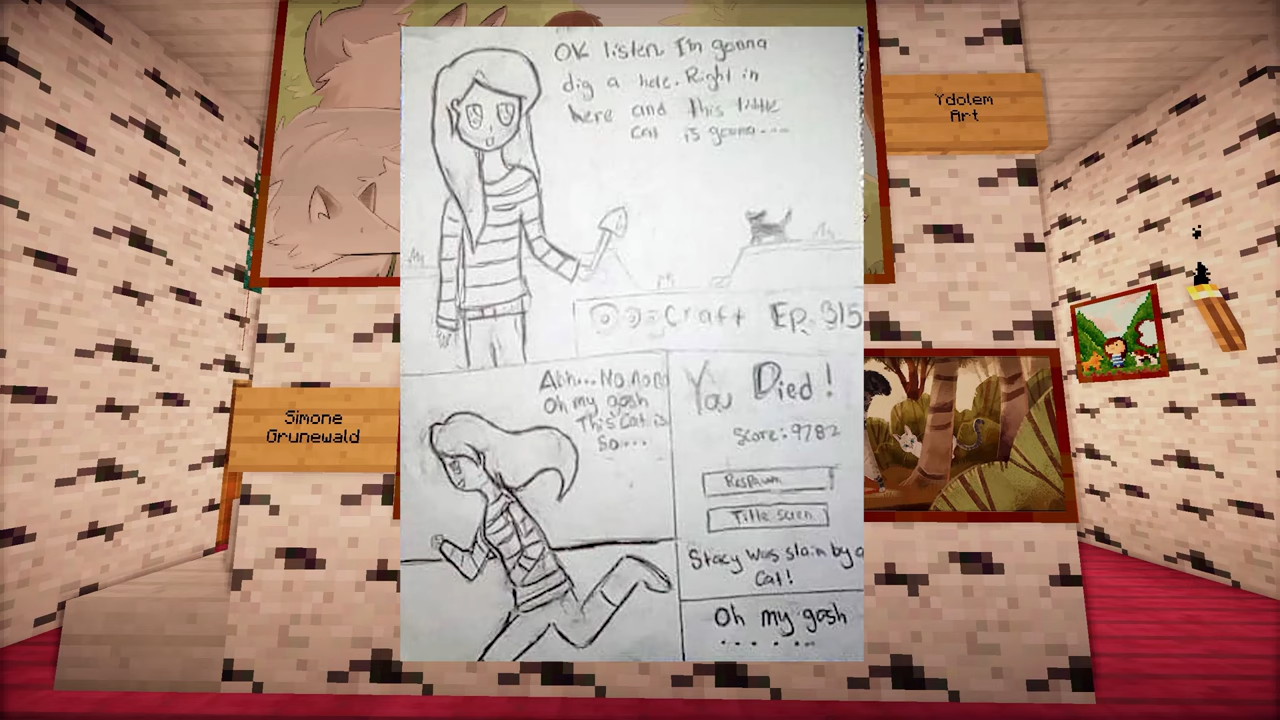 OK listen. I'm gonna
dig a hole. Right in
here and this little
cat is gonna---
Craft Ep. 315
Ahh... No no no
Oh my gosh
This Cat is
So...
You Died!
Score: 9782
Respawn
Title screen
Stacy was slain by a
Cat!
Oh my gosh
. . . . . . .
Ydolem
Art
Simone
Grunewald